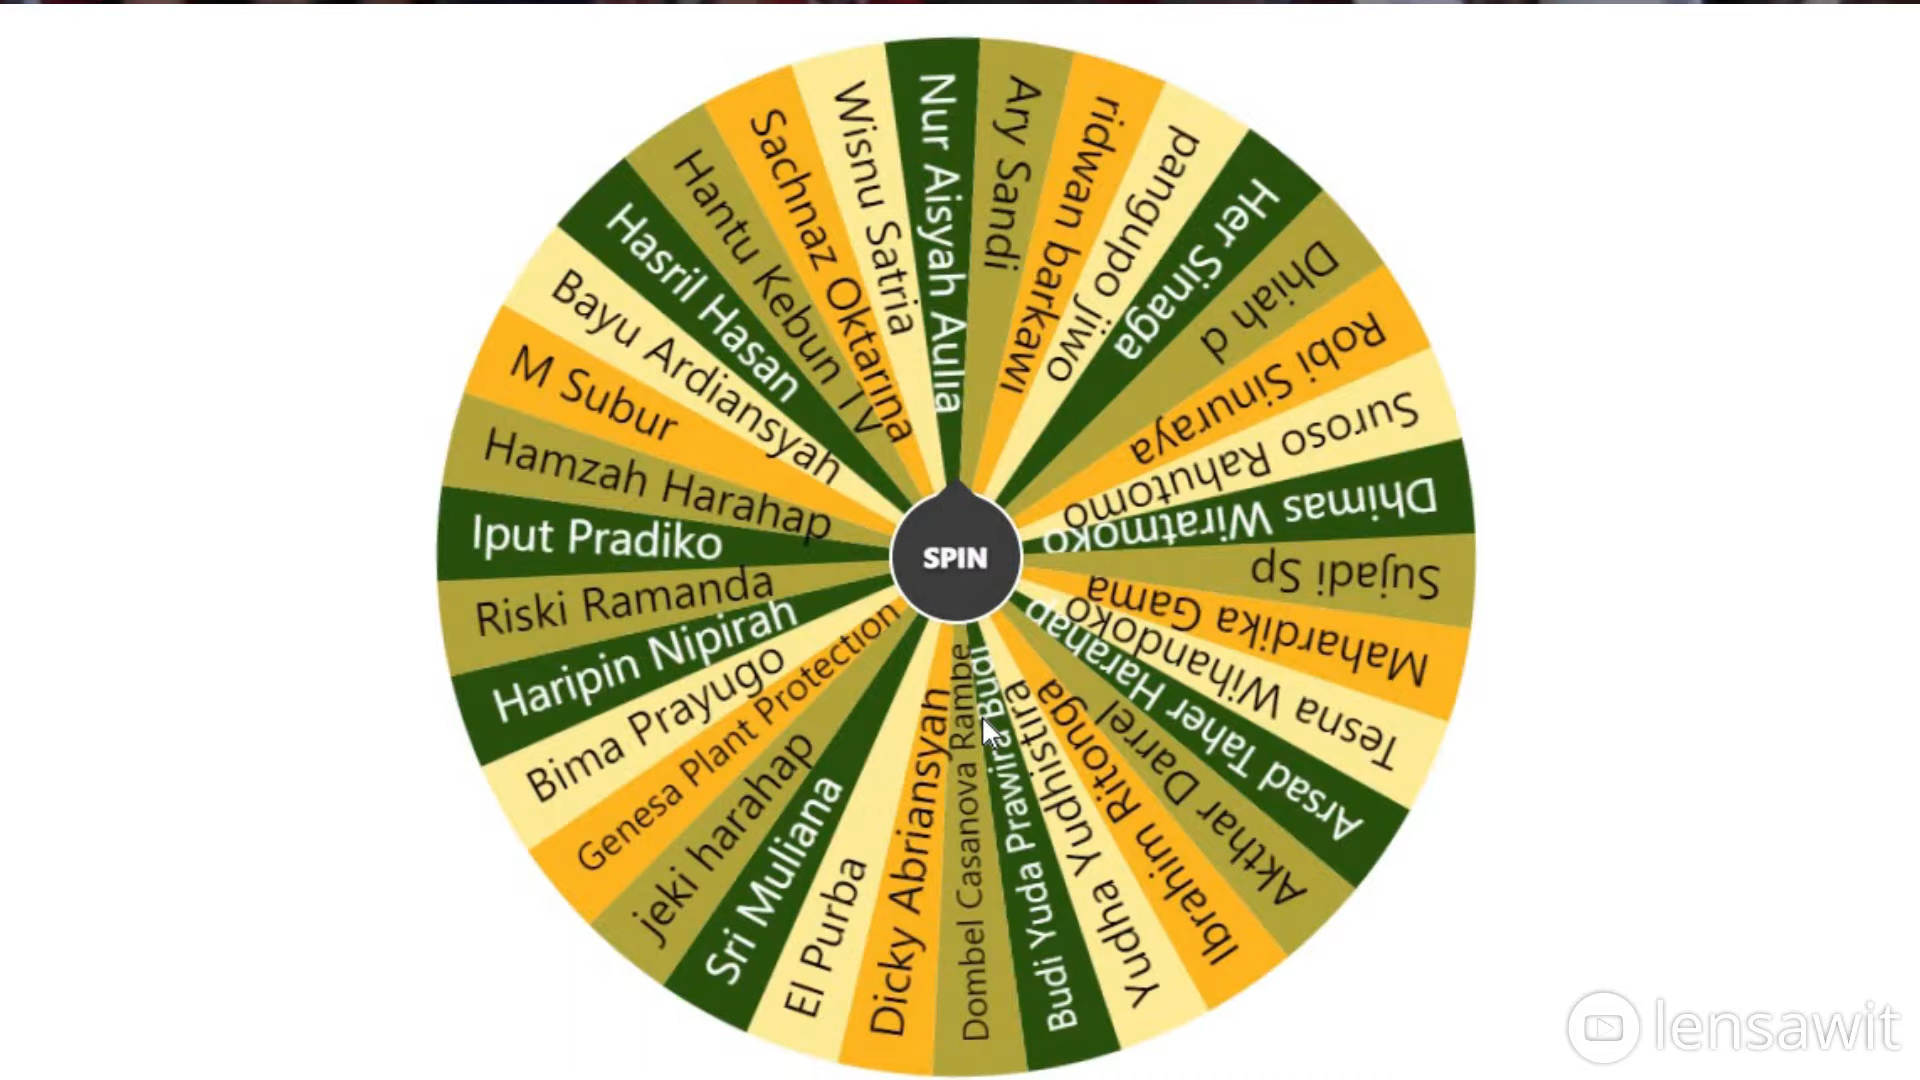 Nur Aisyah Aulia
Ary Sandi
ridwan barkawi
pangupo jiwo
Her Sinaga
Dhiah d
Robi Sinuraya
Suroso Rahutomo
Dhimas Wiratmoko
Sujadi Sp
Mahardika Gama
Tesna Wihandoko
Arsad Taher Harahap
Akthar Darrel
Ibrahim Ritonga
Yudha Yudhistira
Budi Yuda Prawira Budi
Dombel Casanova Rambe
Dicky Abriansyah
El Purba
Sri Muliana
jeki harahap
Genesa Plant Protection
Bima Prayugo
Haripin Nipirah
Riski Ramanda
Iput Pradiko
Hamzah Harahap
M Subur
Bayu Ardiansyah
Hasril Hasan
Hantu Kebun TV
Sachnaz Oktarina
Wisnu Satria
SPIN
lensawit